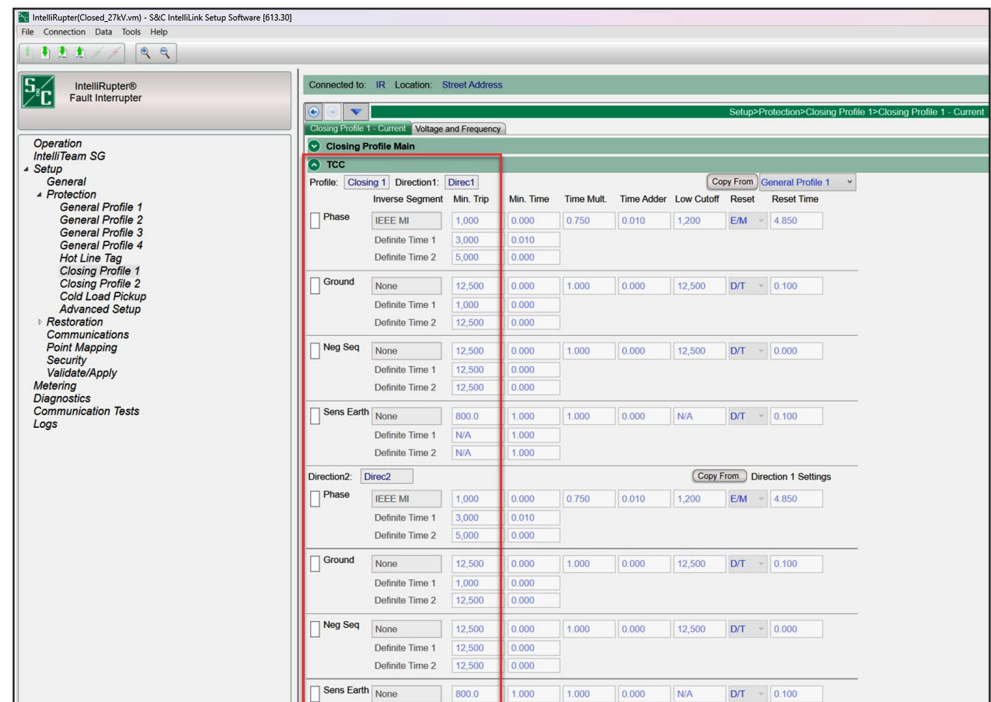 IntelliRupter(Closed_27kV.vm) - S&C IntelliLink Setup Software [613.30]
File Connection Data Tools Help
S&C
IntelliRupter®
Fault Interrupter
Connected to: IR Location: Street Address
Setup>Protection>Closing Profile 1>Closing Profile 1 - Current
Closing Profile 1 - Current Voltage and Frequency
Operation
IntelliTeam SG
Setup
General
Protection
General Profile 1
General Profile 2
General Profile 3
General Profile 4
Hot Line Tag
Closing Profile 1
Closing Profile 2
Cold Load Pickup
Advanced Setup
Restoration
Communications
Point Mapping
Security
Validate/Apply
Metering
Diagnostics
Communication Tests
Logs
Closing Profile Main
TCC
Profile: Closing 1 Direction1: Direc1 Copy From General Profile 1
Inverse Segment Min. Trip Min. Time Time Mult. Time Adder Low Cutoff Reset Reset Time
Phase IEEE MI 1,000 0.000 0.750 0.010 1,200 E/M 4.850
Definite Time 1 3,000 0.010
Definite Time 2 5,000 0.000
Ground None 12,500 0.000 1.000 0.000 12,500 D/T 0.100
Definite Time 1 1,000 0.000
Definite Time 2 12,500 0.000
Neg Seq None 12,500 0.000 1.000 0.000 12,500 D/T 0.000
Definite Time 1 12,500 0.000
Definite Time 2 12,500 0.000
Sens Earth None 800.0 1.000 1.000 0.000 N/A D/T 0.100
Definite Time 1 N/A 1.000
Definite Time 2 N/A 1.000
Direction2: Direc2 Copy From Direction 1 Settings
Phase IEEE MI 1,000 0.000 0.750 0.010 1,200 E/M 4.850
Definite Time 1 3,000 0.010
Definite Time 2 5,000 0.000
Ground None 12,500 0.000 1.000 0.000 12,500 D/T 0.100
Definite Time 1 1,000 0.000
Definite Time 2 12,500 0.000
Neg Seq None 12,500 0.000 1.000 0.000 12,500 D/T 0.000
Definite Time 1 12,500 0.000
Definite Time 2 12,500 0.000
Sens Earth None 800.0 1.000 1.000 0.000 N/A D/T 0.100